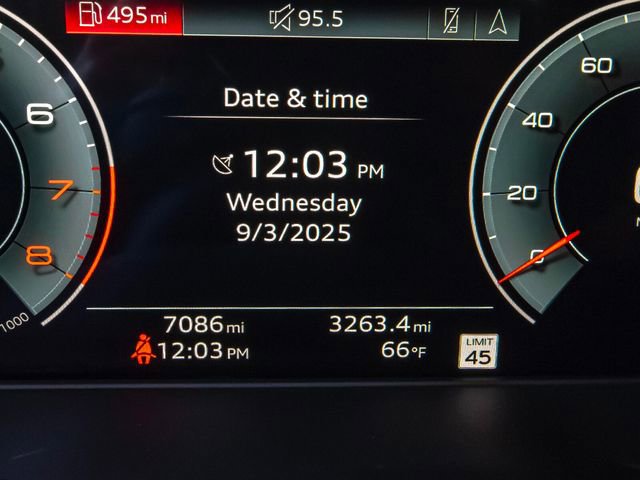 495 mi
95.5
Date & time
12:03 PM
Wednesday
9/3/2025
6
7
8
1000
60
40
20
0
7086 mi
3263.4 mi
12:03 PM
66°F
LIMIT
45